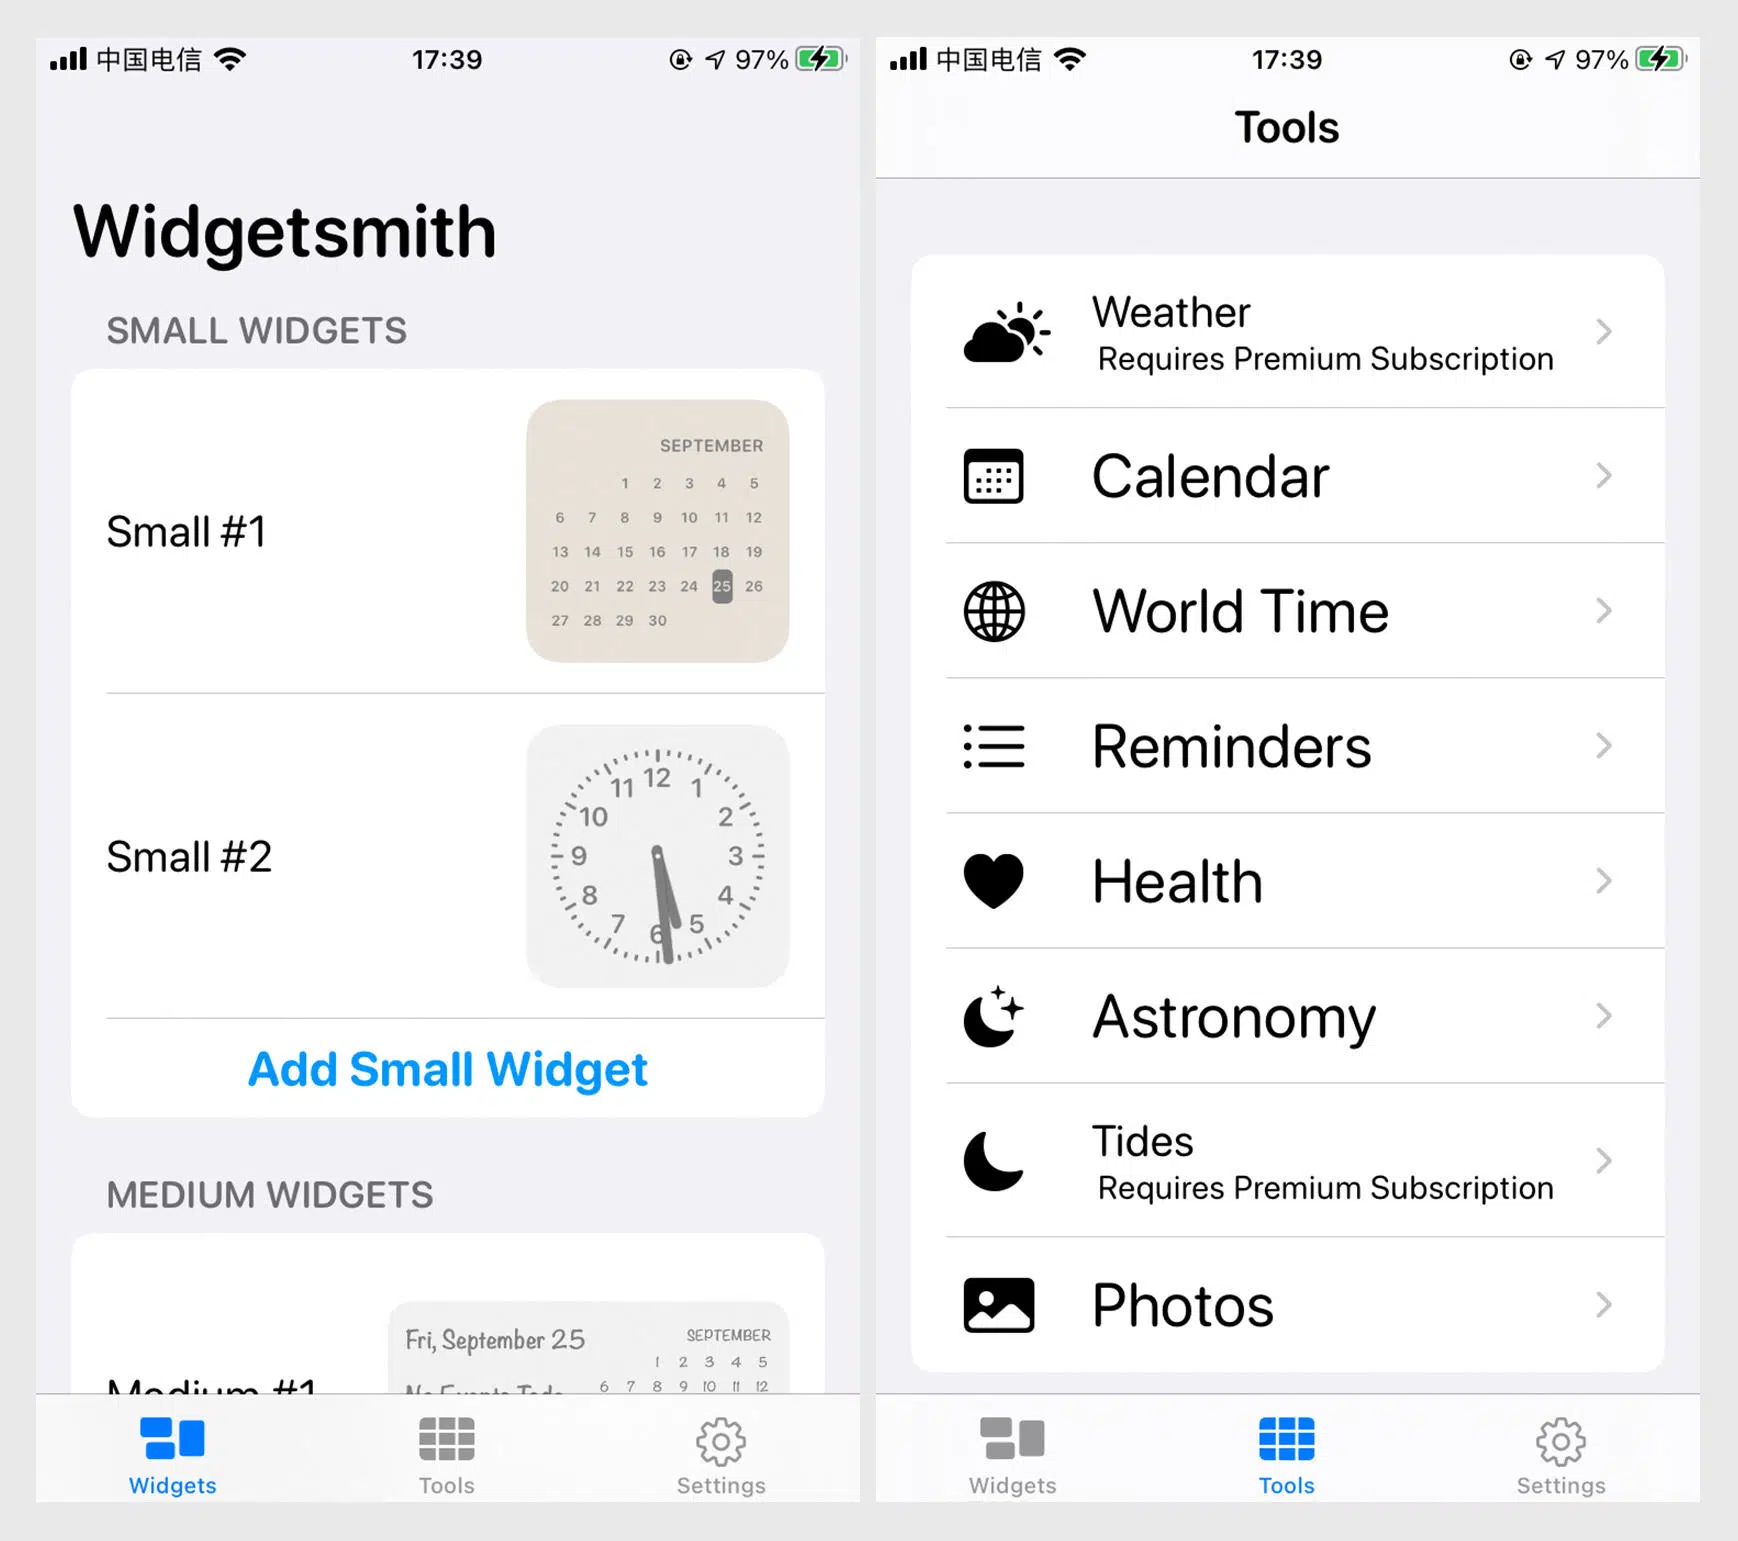 中国电信
17:39
97%
Widgetsmith
SMALL WIDGETS
Small #1
SEPTEMBER
1 2 3 4 5
6 7 8 9 10 11 12
13 14 15 16 17 18 19
20 21 22 23 24 25 26
27 28 29 30
Small #2
12
11 1
10 2
9 3
8 4
7 5
6
Add Small Widget
MEDIUM WIDGETS
Medium #1
Fri, September 25
No Events Today
SEPTEMBER
1 2 3 4 5
6 7 8 9 10 11 12
Widgets
Tools
Settings
中国电信
17:39
97%
Tools
Weather
Requires Premium Subscription
Calendar
World Time
Reminders
Health
Astronomy
Tides
Requires Premium Subscription
Photos
Widgets
Tools
Settings